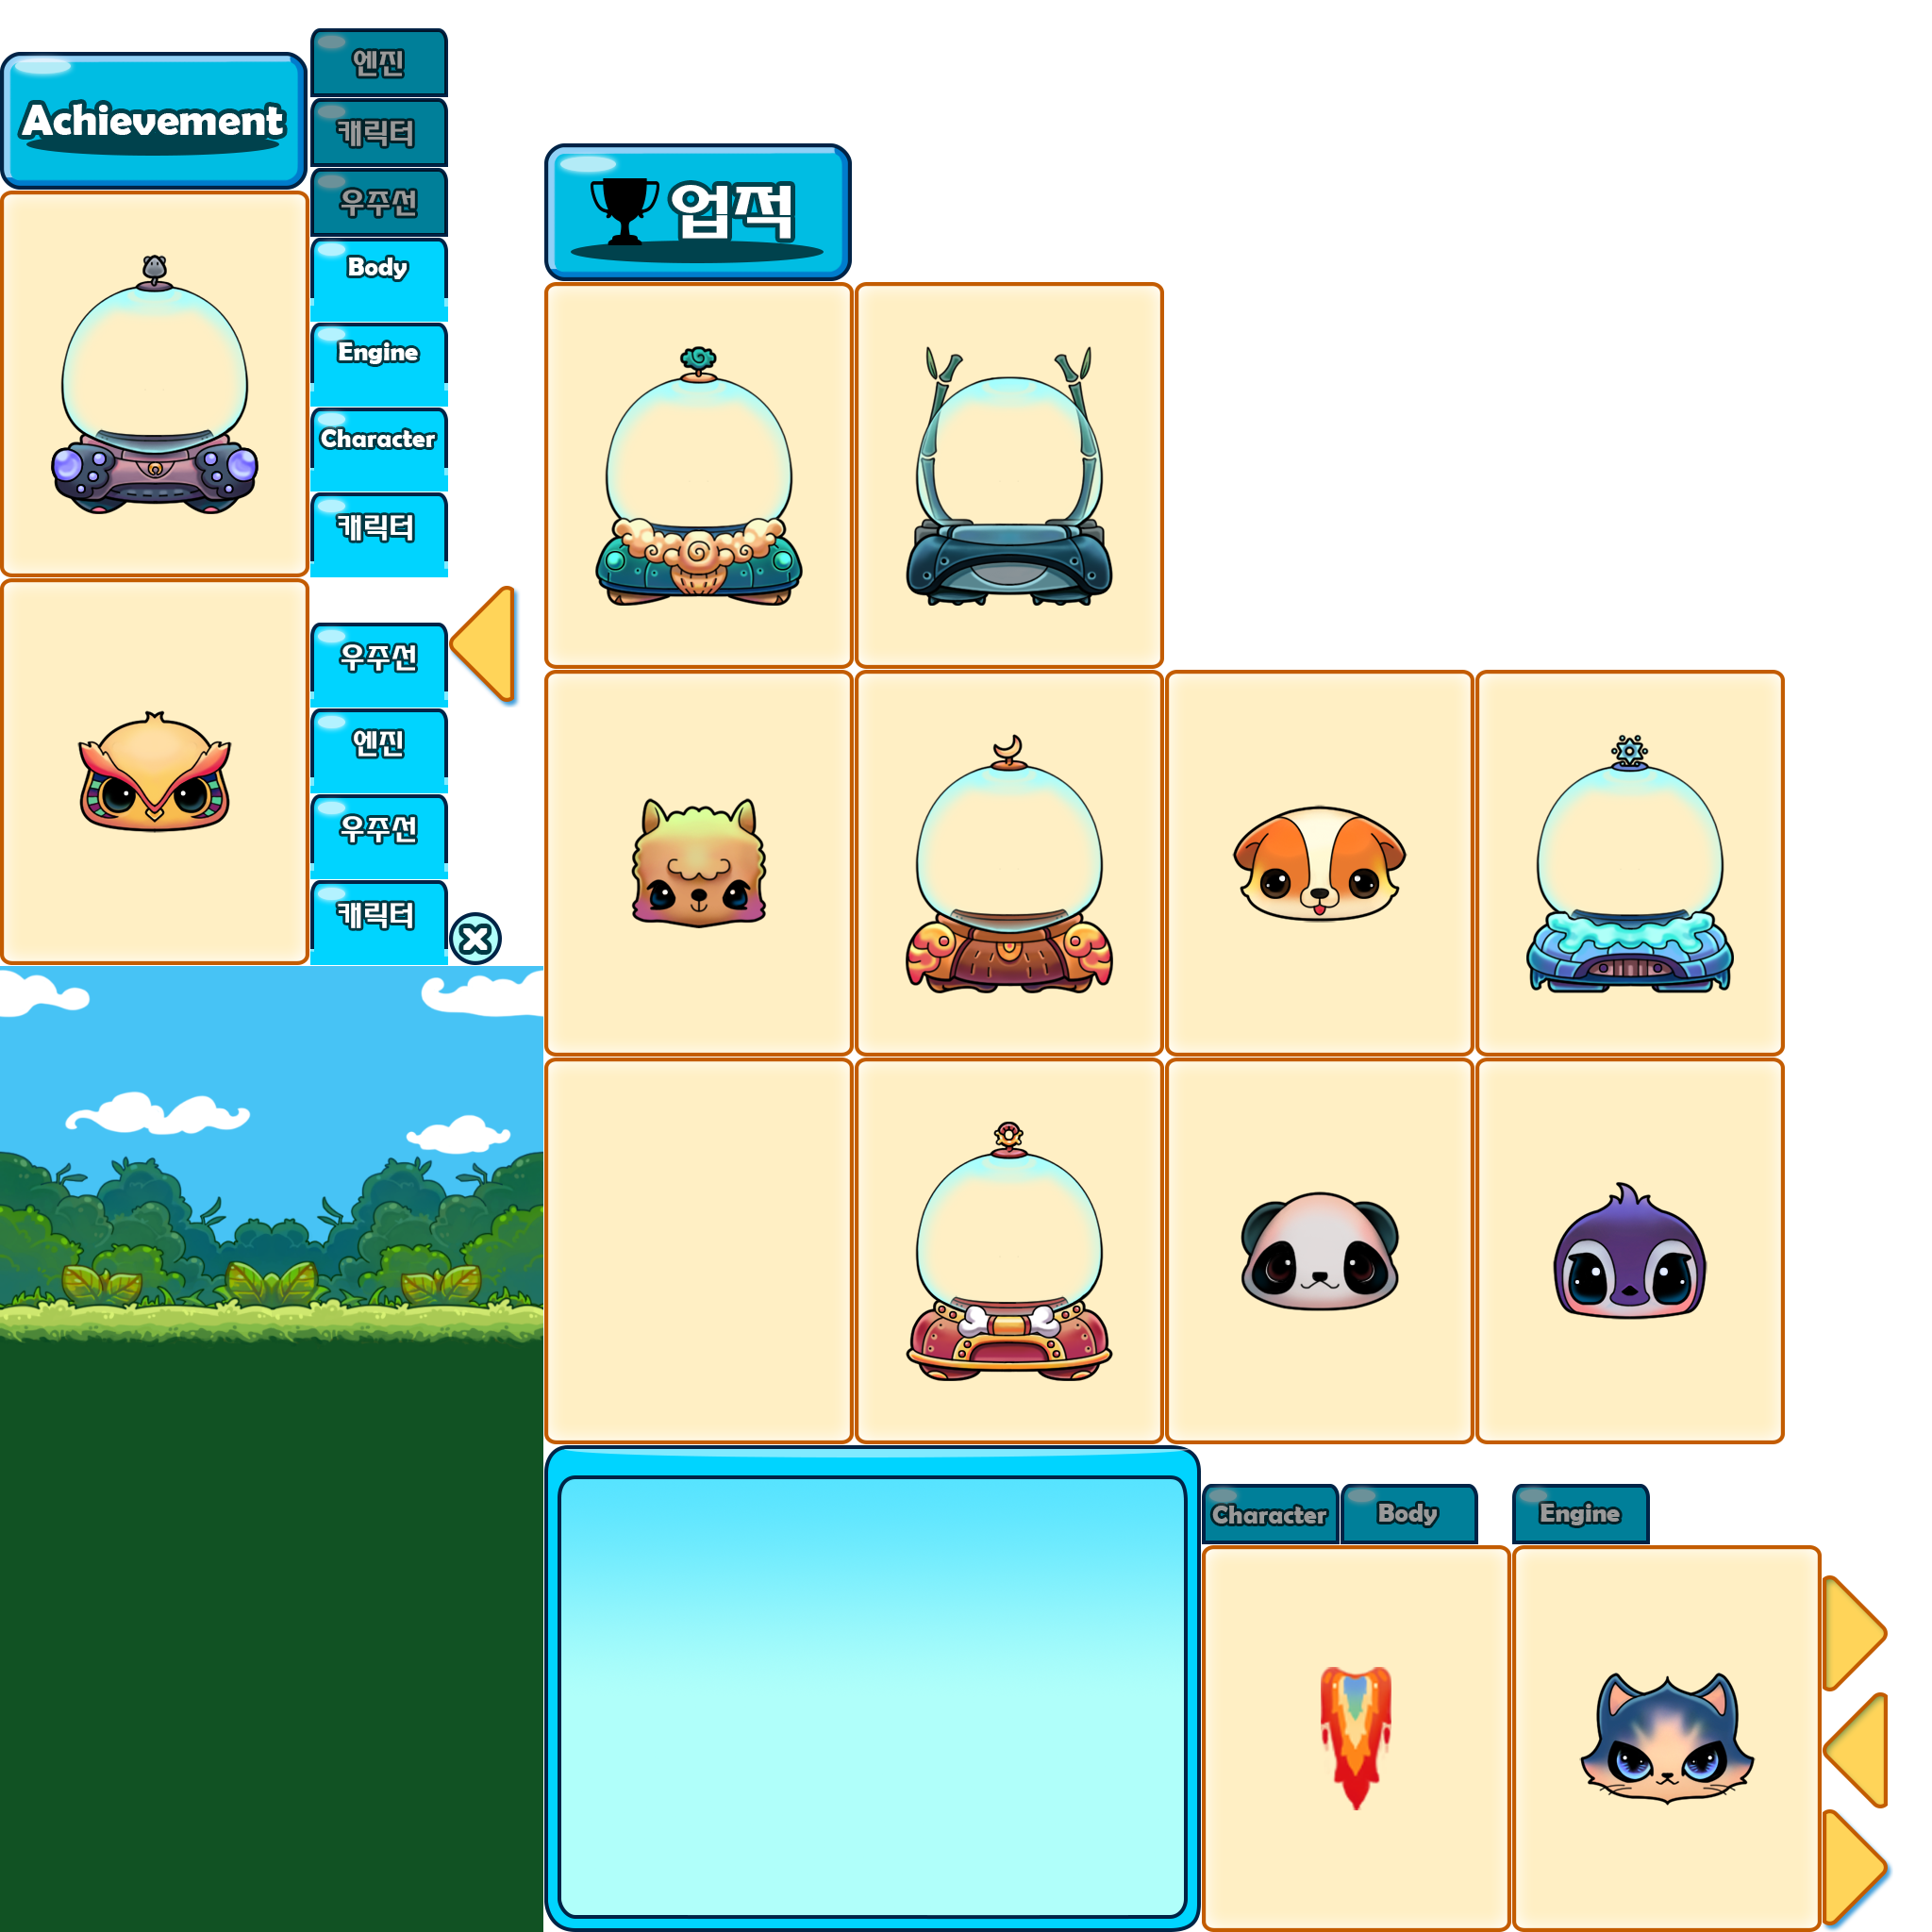 Achievement
엔진
캐릭터
우주선
Body
Engine
Character
캐릭터
우주선
엔진
우주선
캐릭터
업적
Character
Body
Engine